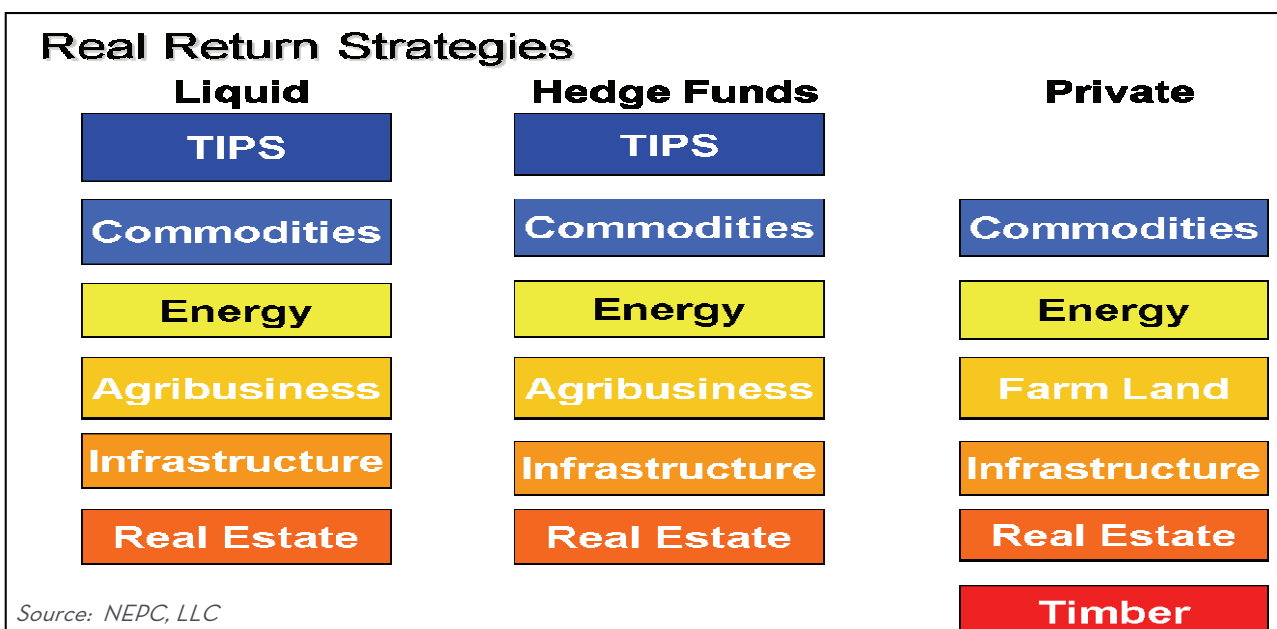 Real Return Strategies
Liquid Hedge Funds Private
TIPS TIPS
Commodities Commodities Commodities
Energy Energy Energy
Agribusiness Agribusiness Farm Land
Infrastructure Infrastructure Infrastructure
Real Estate Real Estate Real Estate
Timber
Source: NEPC, LLC